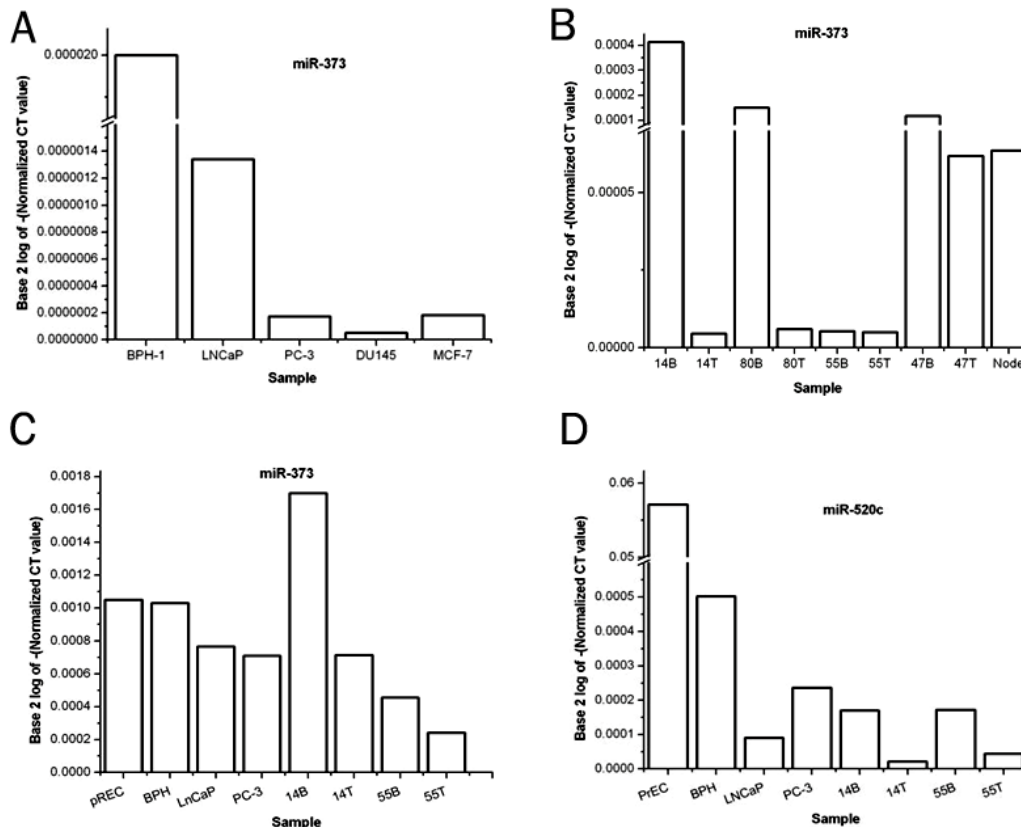 A
miR-373
Base 2 log of -(Normalized CT value)
0.000020
0.0000014
0.0000012
0.0000010
0.0000008
0.0000006
0.0000004
0.0000002
0.0000000
BPH-1 LNCaP PC-3 DU145 MCF-7
Sample
B
miR-373
Base 2 log of -(Normalized CT value)
0.0004
0.0003
0.0002
0.0001
0.00005
0.00000
14B 14T 80B 80T 55B 55T 47B 47T Node
Sample
C
miR-373
Base 2 log of -(Normalized CT value)
0.0018
0.0016
0.0014
0.0012
0.0010
0.0008
0.0006
0.0004
0.0002
0.0000
pREC BPH LnCaP PC-3 14B 14T 55B 55T
Sample
D
miR-520c
Base 2 log of -(Normalized CT value)
0.06
0.05
0.0005
0.0004
0.0003
0.0002
0.0001
0.0000
PrEC BPH LNCaP PC-3 14B 14T 55B 55T
Sample